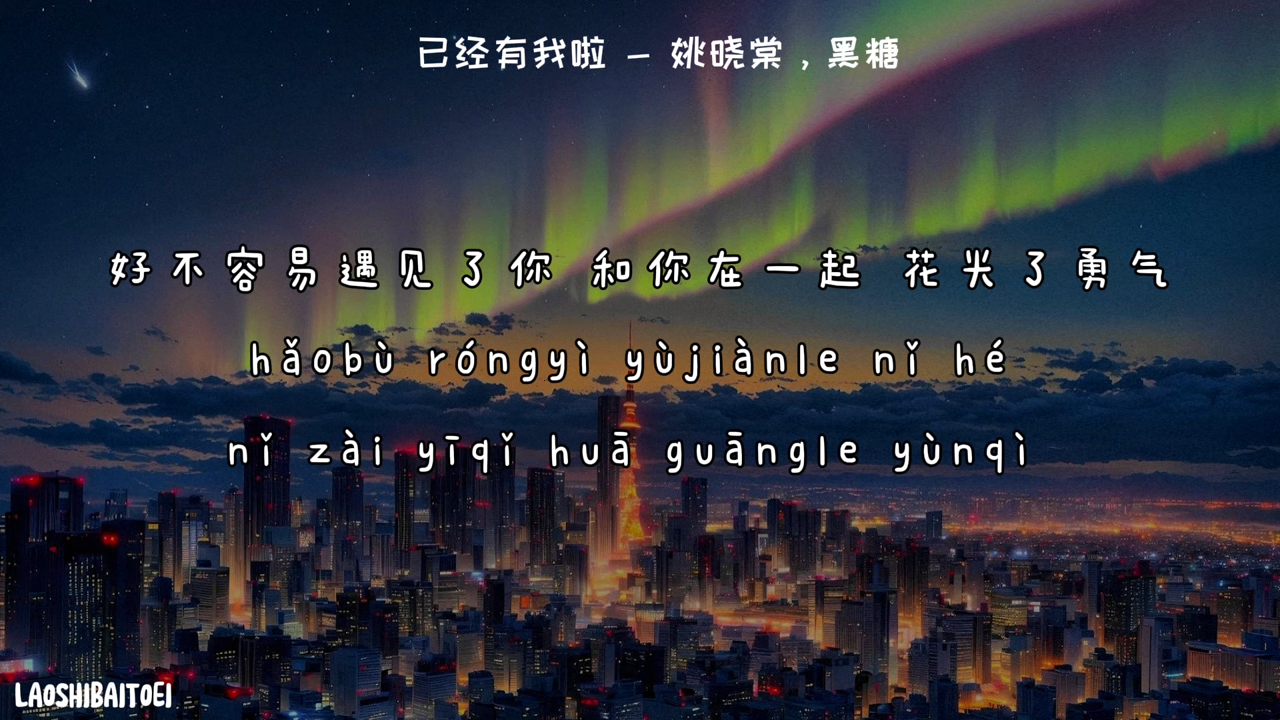 已经有我啦 – 姚晓棠，黑糖
好不容易遇见了你 和你在一起 花光了勇气
hǎobù róngyì yùjiànle nǐ hé
nǐ zài yīqǐ huā guāngle yùnqì
LAOSHIBAITOEI